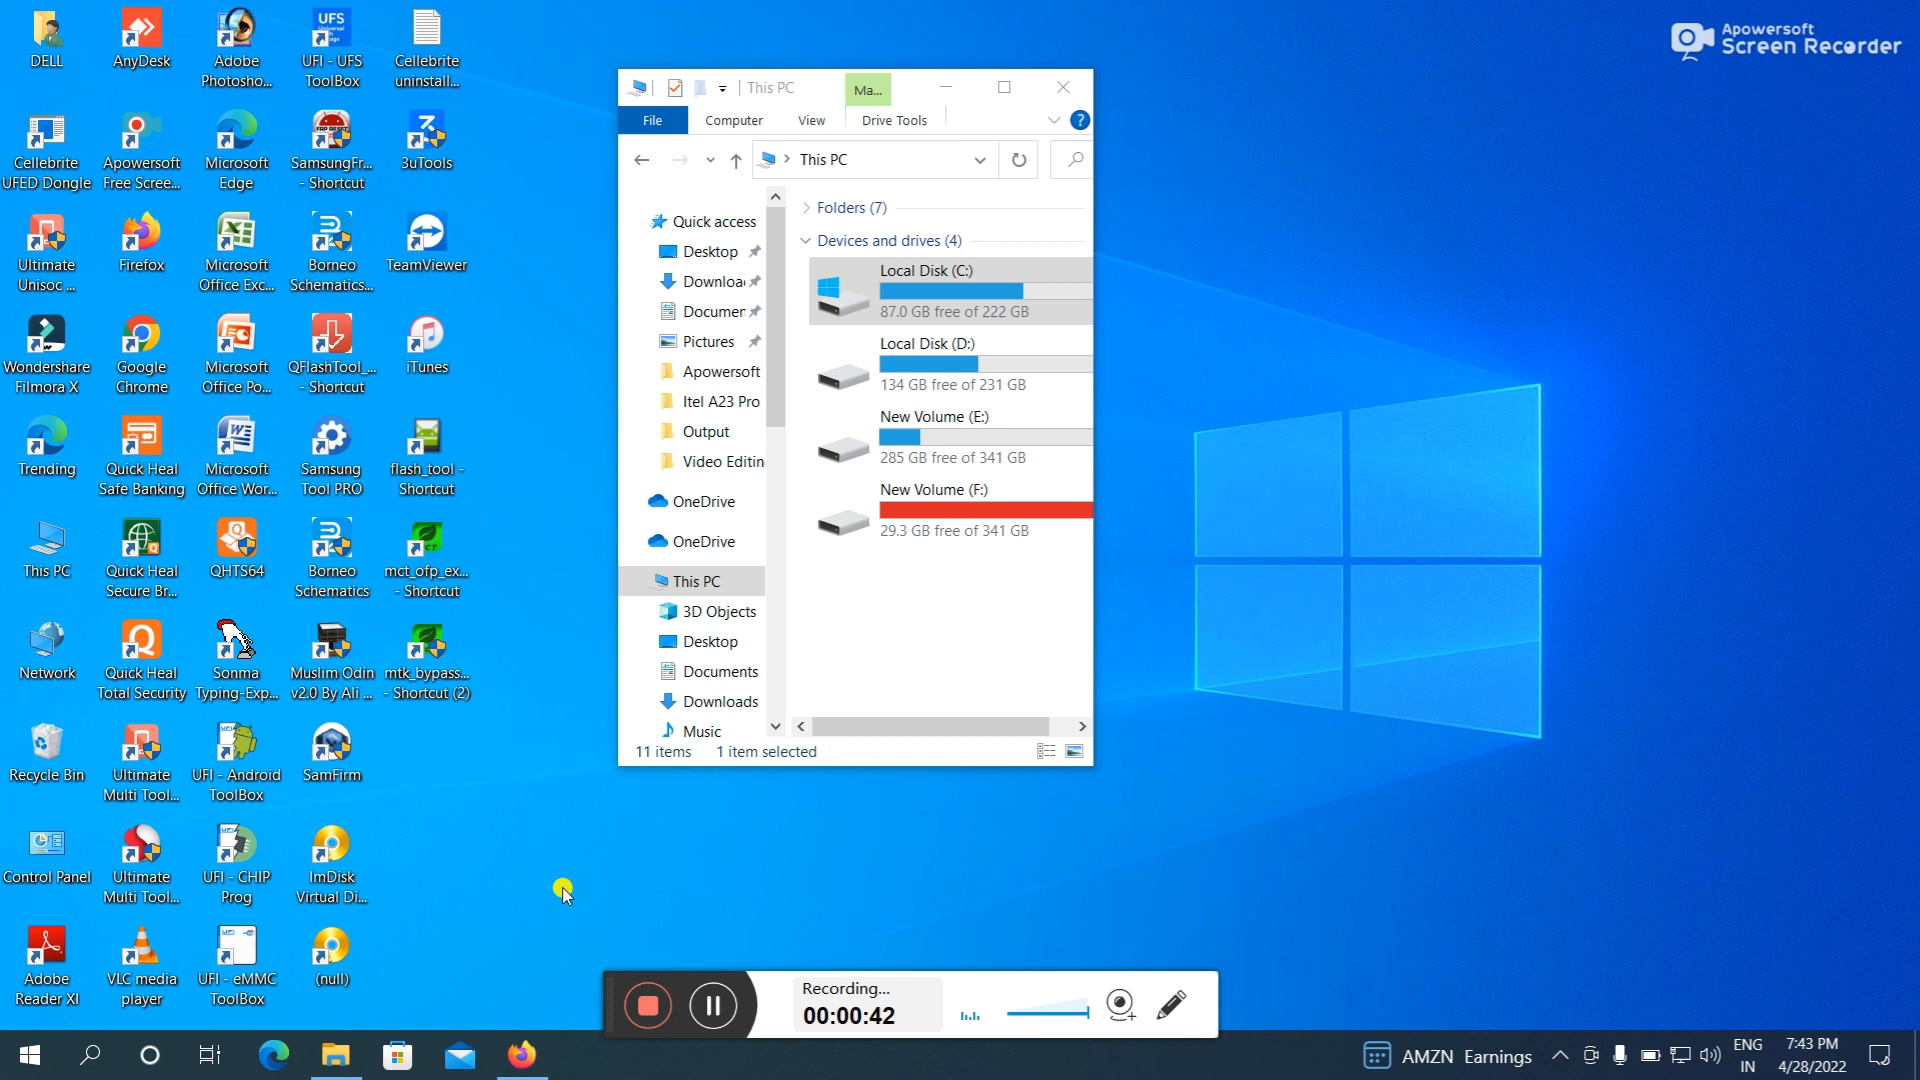 DELL
AnyDesk
Adobe
Photosho...
UFI - UFS
ToolBox
Cellebrite
uninstall...
Cellebrite
UFED Dongle
Apowersoft
Free Scree...
Microsoft
Edge
SamsungFr...
- Shortcut
3uTools
Ultimate
Unisoc ...
Firefox
Microsoft
Office Exc...
Borneo
Schematics...
TeamViewer
Wondershare
Filmora X
Google
Chrome
Microsoft
Office Po...
QFlashTool_...
- Shortcut
iTunes
Trending
Quick Heal
Safe Banking
Microsoft
Office Wor...
Samsung
Tool PRO
flash_tool -
Shortcut
This PC
Quick Heal
Secure Br...
QHTS64
Borneo
Schematics
mct_ofp_ex...
- Shortcut
Network
Quick Heal
Total Security
Sonma
Typing-Exp...
Muslim Odin
v2.0 By Ali ...
mtk_bypass...
- Shortcut (2)
Recycle Bin
Ultimate
Multi Tool...
UFI - Android
ToolBox
SamFirm
Control Panel
Ultimate
Multi Tool...
UFI - CHIP
Prog
ImDisk
Virtual Di...
Adobe
Reader XI
VLC media
player
UFI - eMMC
ToolBox
(null)
This PC
Ma...
File
Computer
View
Drive Tools
This PC
Quick access
Desktop
Downloa
Documer
Pictures
Apowersoft
Itel A23 Pro
Output
Video Editin
OneDrive
OneDrive
This PC
3D Objects
Desktop
Documents
Downloads
Music
Folders (7)
Devices and drives (4)
Local Disk (C:)
87.0 GB free of 222 GB
Local Disk (D:)
134 GB free of 231 GB
New Volume (E:)
285 GB free of 341 GB
New Volume (F:)
29.3 GB free of 341 GB
11 items 1 item selected
Apowersoft
Screen Recorder
Recording...
00:00:42
AMZN Earnings
ENG
IN
7:43 PM
4/28/2022